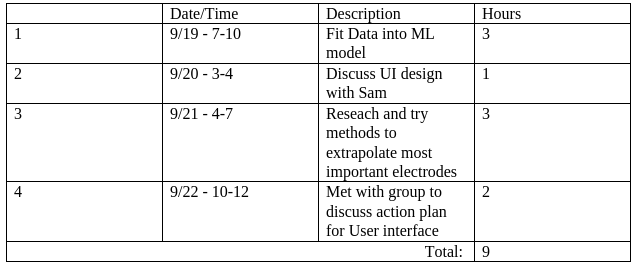 Date/Time Description Hours
1 9/19 - 7-10 Fit Data into ML 3
model
2 9/20 - 3-4 Discuss UI design 1
with Sam
3 9/21 - 4-7 Reseach and try 3
methods to
extrapolate most
important electrodes
4 9/22 - 10-12 Met with group to 2
discuss action plan
for User interface
Total: 9